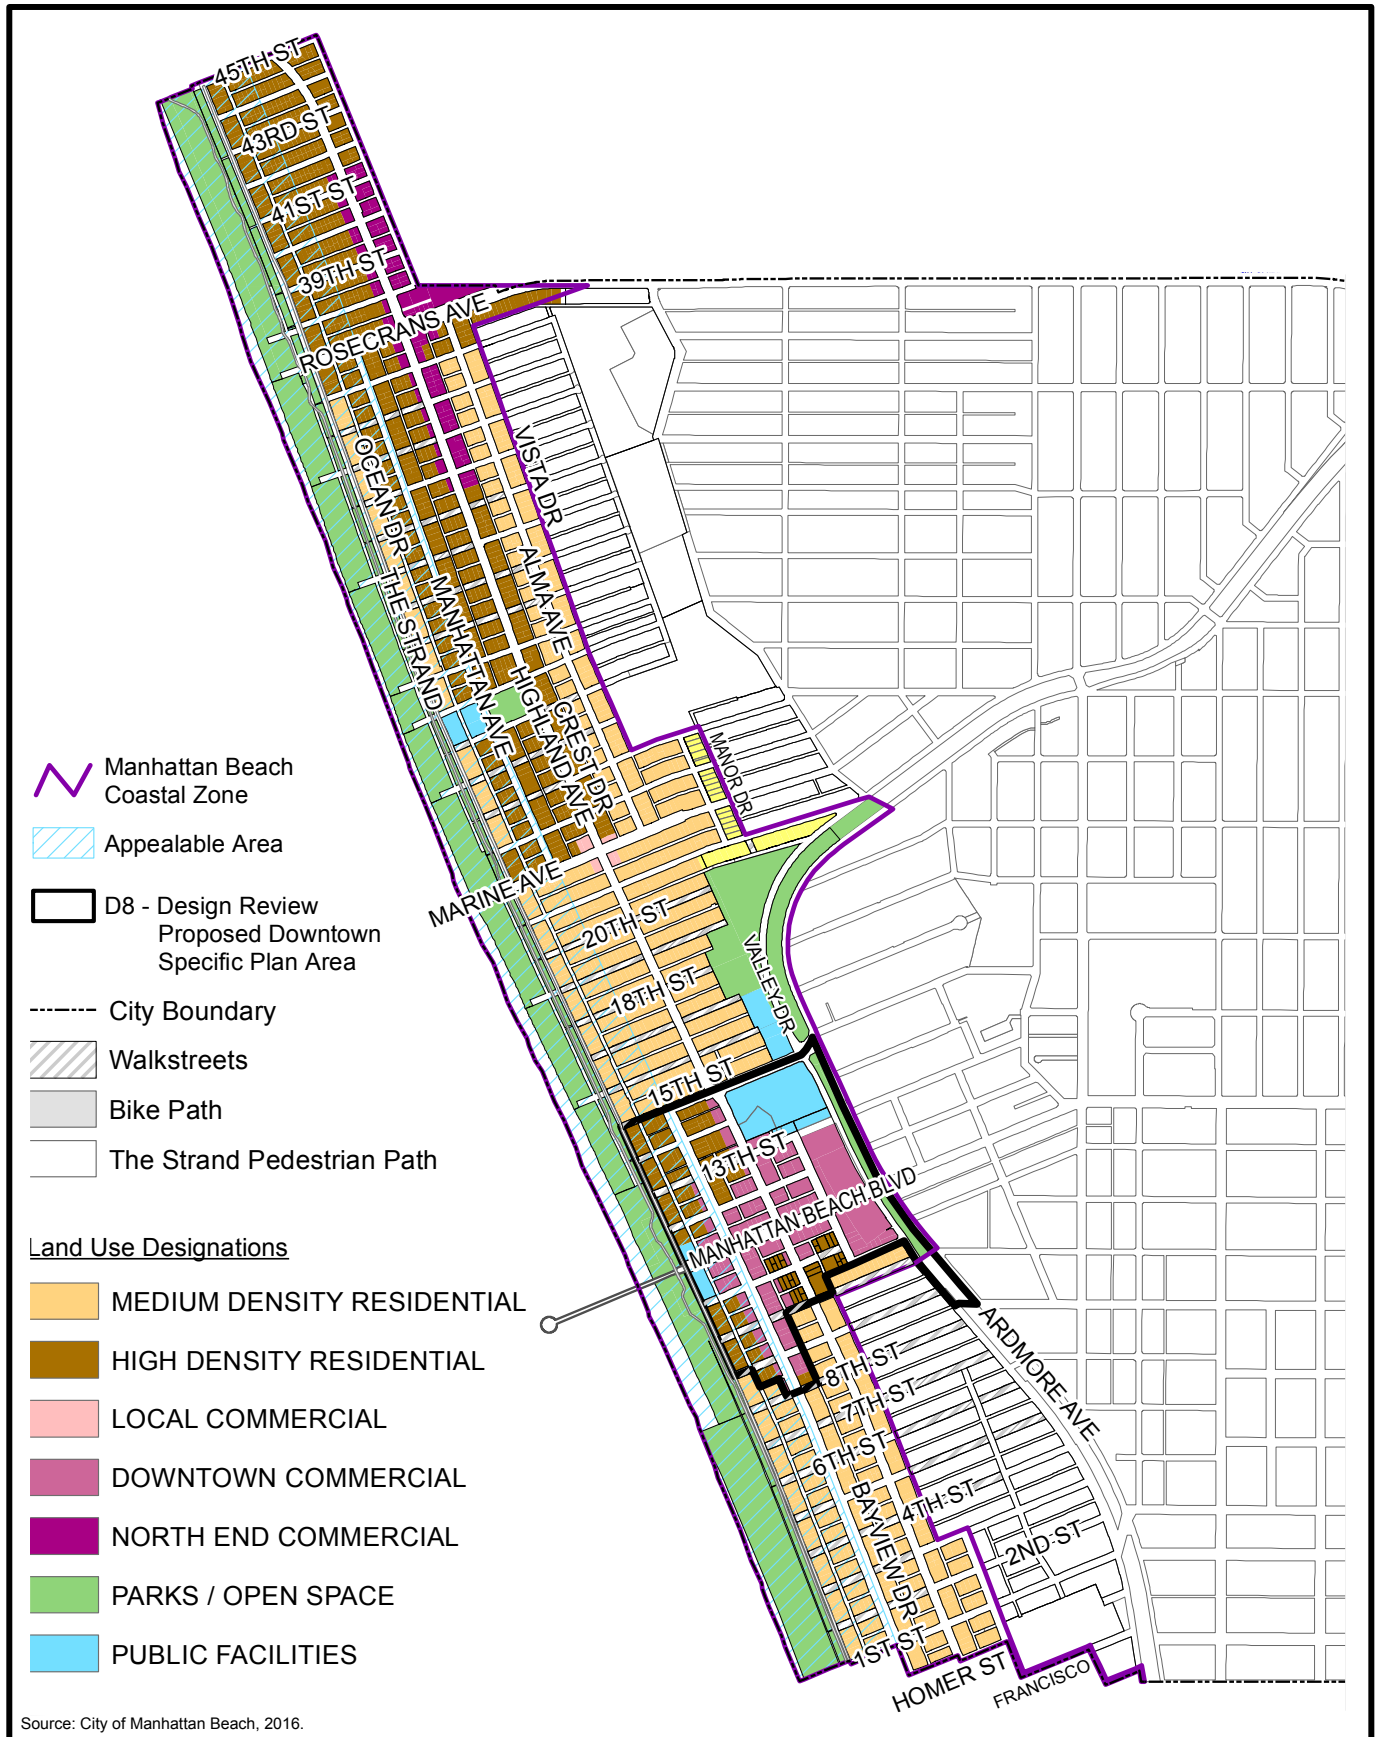 45TH ST
43RD ST
41ST ST
39TH ST
ROSECRANS AVE
VISTA DR
OCEAN DR
THE STRAND
MANHATTAN AVE
ALMA AVE
HIGHLAND AVE
CREST DR
MANOR DR
MARINE AVE
20TH ST
18TH ST
VALLEY DR
15TH ST
13TH ST
MANHATTAN BEACH BLVD
ARDMORE AVE
8TH ST
7TH ST
6TH ST
4TH ST
BAYVIEW DR
2ND ST
1ST ST
HOMER ST
FRANCISCO
Manhattan Beach
Coastal Zone
Appealable Area
D8 - Design Review
Proposed Downtown
Specific Plan Area
City Boundary
Walkstreets
Bike Path
The Strand Pedestrian Path
Land Use Designations
MEDIUM DENSITY RESIDENTIAL
HIGH DENSITY RESIDENTIAL
LOCAL COMMERCIAL
DOWNTOWN COMMERCIAL
NORTH END COMMERCIAL
PARKS / OPEN SPACE
PUBLIC FACILITIES
Source: City of Manhattan Beach, 2016.